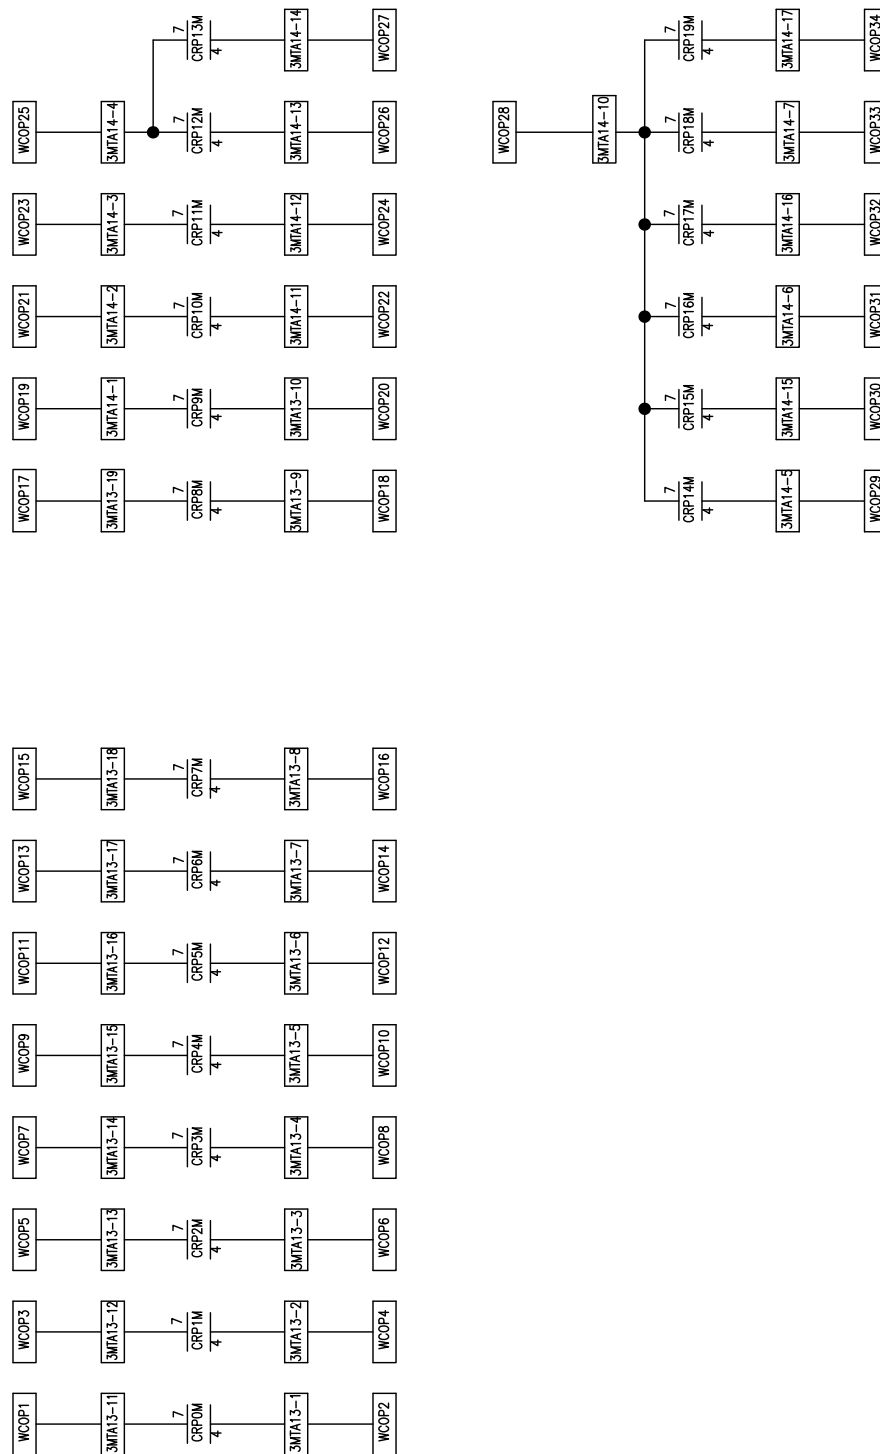 WCOP25 3MTA14-4 7 CRP13M 4 3MTA14-14 WCOP27
7 CRP12M 4 3MTA14-13 WCOP26
WCOP23 3MTA14-3 7 CRP11M 4 3MTA14-12 WCOP24
WCOP21 3MTA14-2 7 CRP10M 4 3MTA14-11 WCOP22
WCOP19 3MTA14-1 7 CRP9M 4 3MTA13-10 WCOP20
WCOP17 3MTA13-19 7 CRP8M 4 3MTA13-9 WCOP18
WCOP28 3MTA14-10 7 CRP19M 4 3MTA14-17 WCOP34
7 CRP18M 4 3MTA14-7 WCOP33
7 CRP17M 4 3MTA14-16 WCOP32
7 CRP16M 4 3MTA14-6 WCOP31
7 CRP15M 4 3MTA14-15 WCOP30
7 CRP14M 4 3MTA14-5 WCOP29
WCOP15 3MTA13-18 7 CRP7M 4 3MTA13-8 WCOP16
WCOP13 3MTA13-17 7 CRP6M 4 3MTA13-7 WCOP14
WCOP11 3MTA13-16 7 CRP5M 4 3MTA13-6 WCOP12
WCOP9 3MTA13-15 7 CRP4M 4 3MTA13-5 WCOP10
WCOP7 3MTA13-14 7 CRP3M 4 3MTA13-4 WCOP8
WCOP5 3MTA13-13 7 CRP2M 4 3MTA13-3 WCOP6
WCOP3 3MTA13-12 7 CRP1M 4 3MTA13-2 WCOP4
WCOP1 3MTA13-11 7 CRP0M 4 3MTA13-1 WCOP2